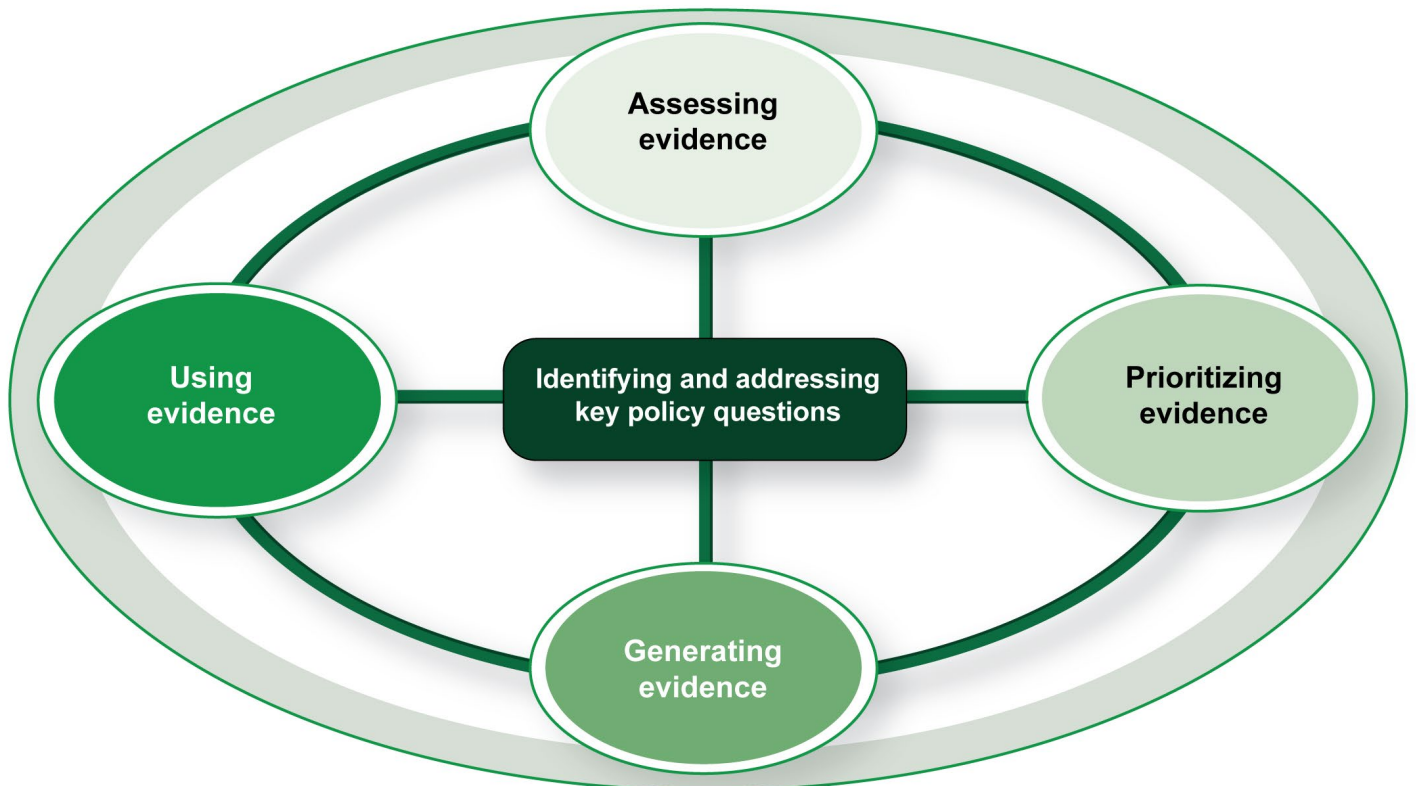 Assessing
evidence
Using
evidence
Identifying and addressing
key policy questions
Prioritizing
evidence
Generating
evidence